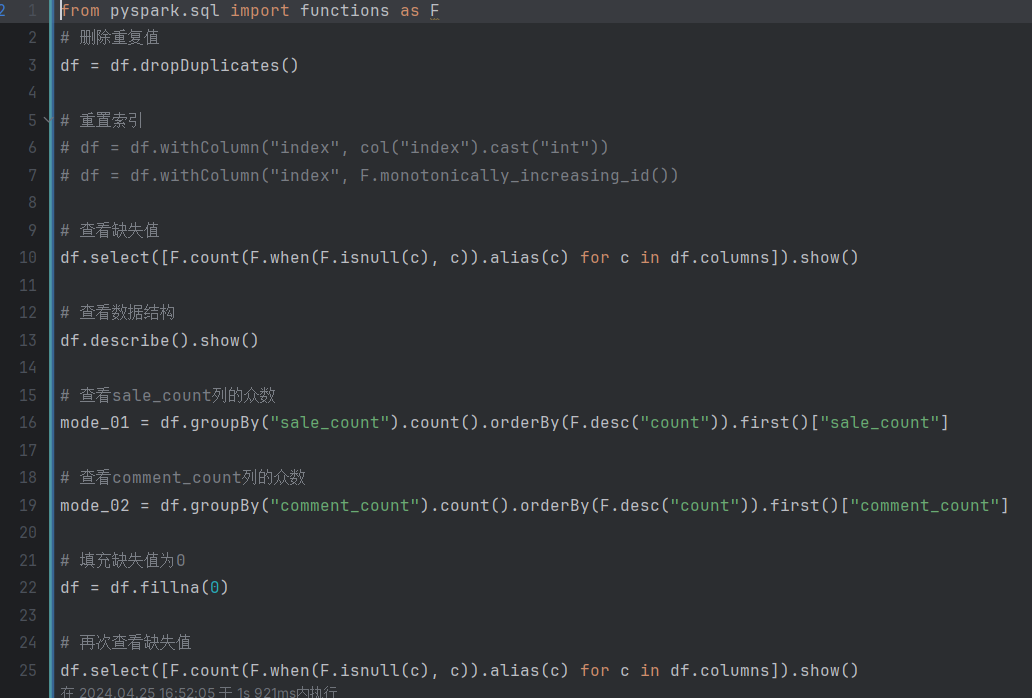 2 1 from pyspark.sql import functions as F
2 # 删除重复值
3 df = df.dropDuplicates()
4
5 # 重置索引
6 # df = df.withColumn("index", col("index").cast("int"))
7 # df = df.withColumn("index", F.monotonically_increasing_id())
8
9 # 查看缺失值
10 df.select([F.count(F.when(F.isnull(c), c)).alias(c) for c in df.columns]).show()
11
12 # 查看数据结构
13 df.describe().show()
14
15 # 查看sale_count列的众数
16 mode_01 = df.groupBy("sale_count").count().orderBy(F.desc("count")).first()["sale_count"]
17
18 # 查看comment_count列的众数
19 mode_02 = df.groupBy("comment_count").count().orderBy(F.desc("count")).first()["comment_count"]
20
21 # 填充缺失值为0
22 df = df.fillna(0)
23
24 # 再次查看缺失值
25 df.select([F.count(F.when(F.isnull(c), c)).alias(c) for c in df.columns]).show()
在 2024.04.25 16:52:05 于 1s 921ms内执行